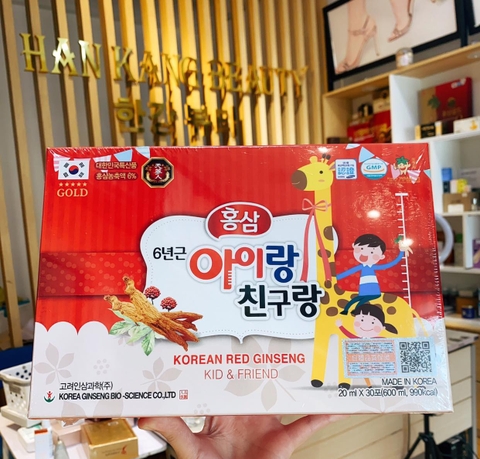 HAN KANG BEAUTY
GOLD
대한민국특산품
홍삼농축액 6%
GMP
홍삼
6년근
아이랑
친구랑
KOREAN RED GINSENG
KID & FRIEND
고려인삼과학(주)
KOREA GINSENG BIO-SCIENCE CO.,LTD
MADE IN KOREA
20 ml X 30포(600 ml, 990kcal)